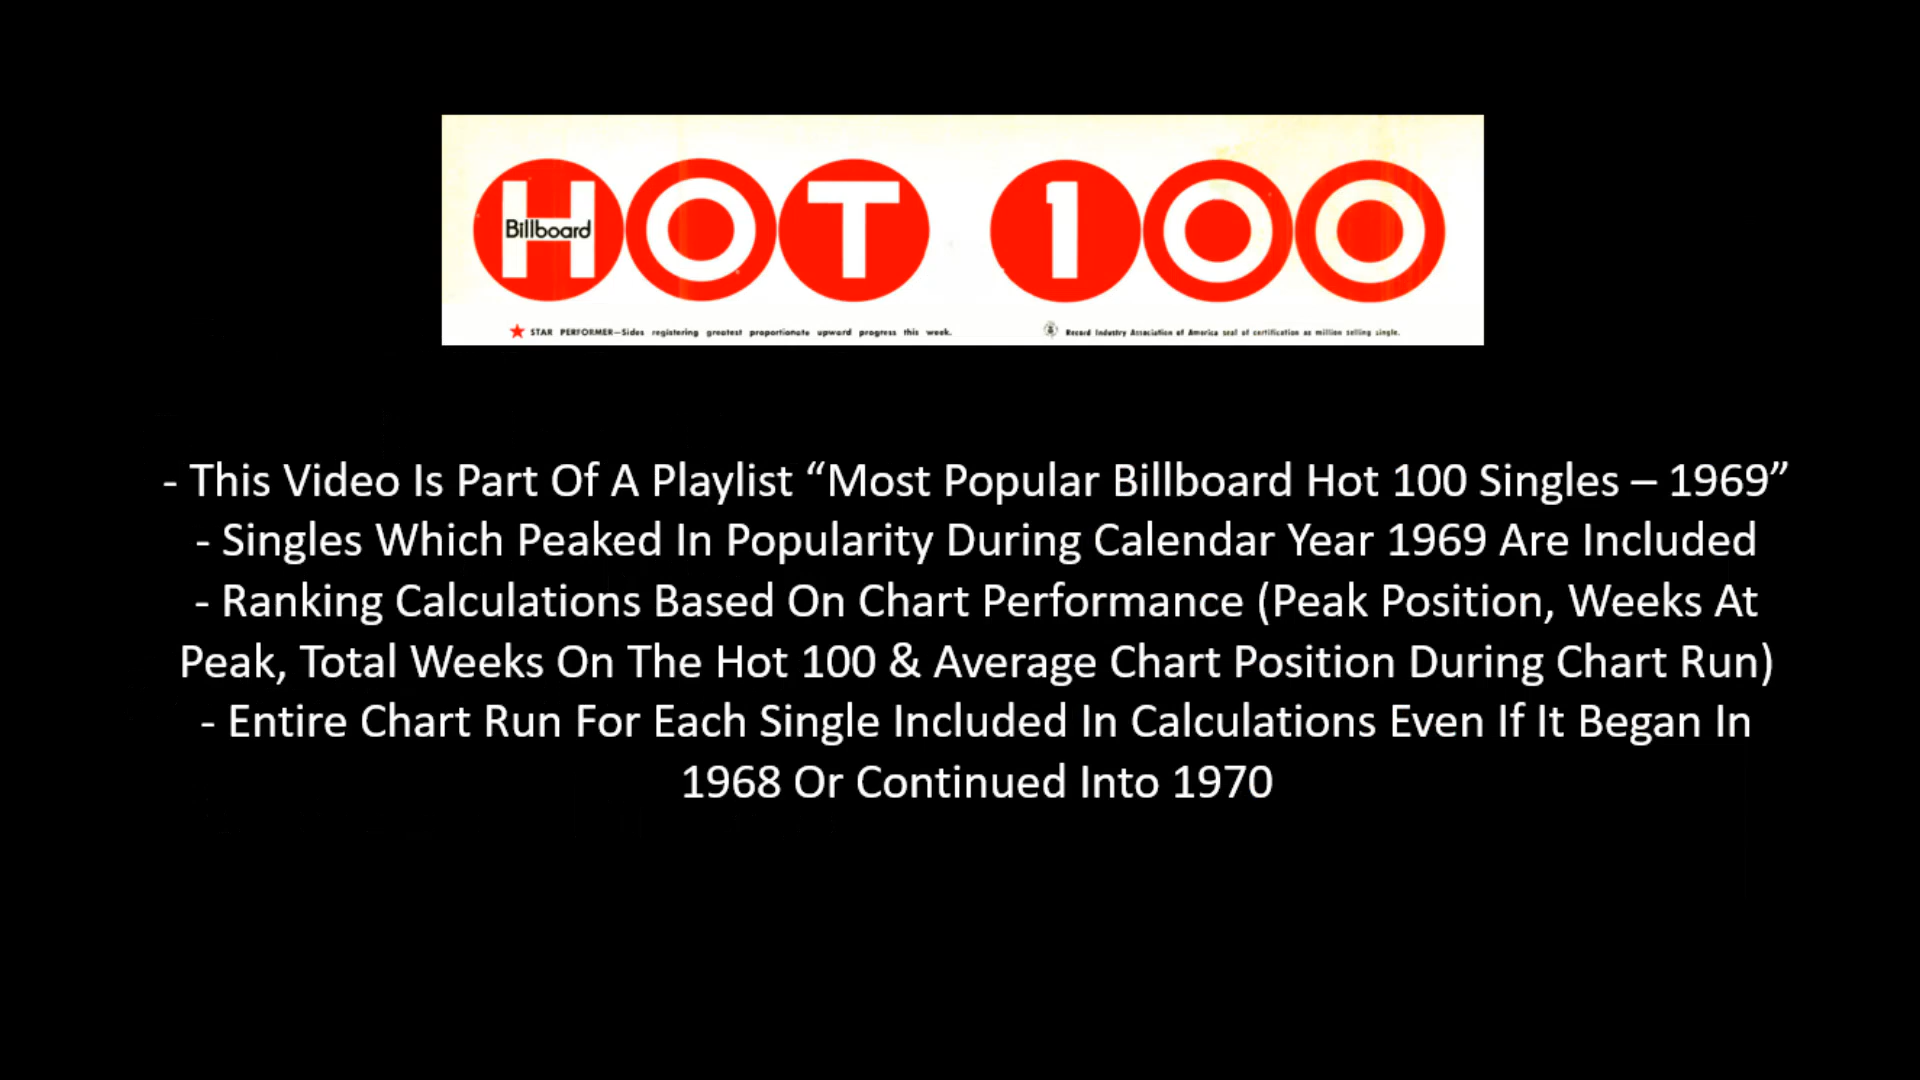 HOT 100
Billboard
STAR PERFORMER—Sides registering greatest proportionate upward progress this week.
Record Industry Association of America seal of certification as million selling single.
- This Video Is Part Of A Playlist “Most Popular Billboard Hot 100 Singles – 1969”
- Singles Which Peaked In Popularity During Calendar Year 1969 Are Included
- Ranking Calculations Based On Chart Performance (Peak Position, Weeks At
Peak, Total Weeks On The Hot 100 & Average Chart Position During Chart Run)
- Entire Chart Run For Each Single Included In Calculations Even If It Began In
1968 Or Continued Into 1970